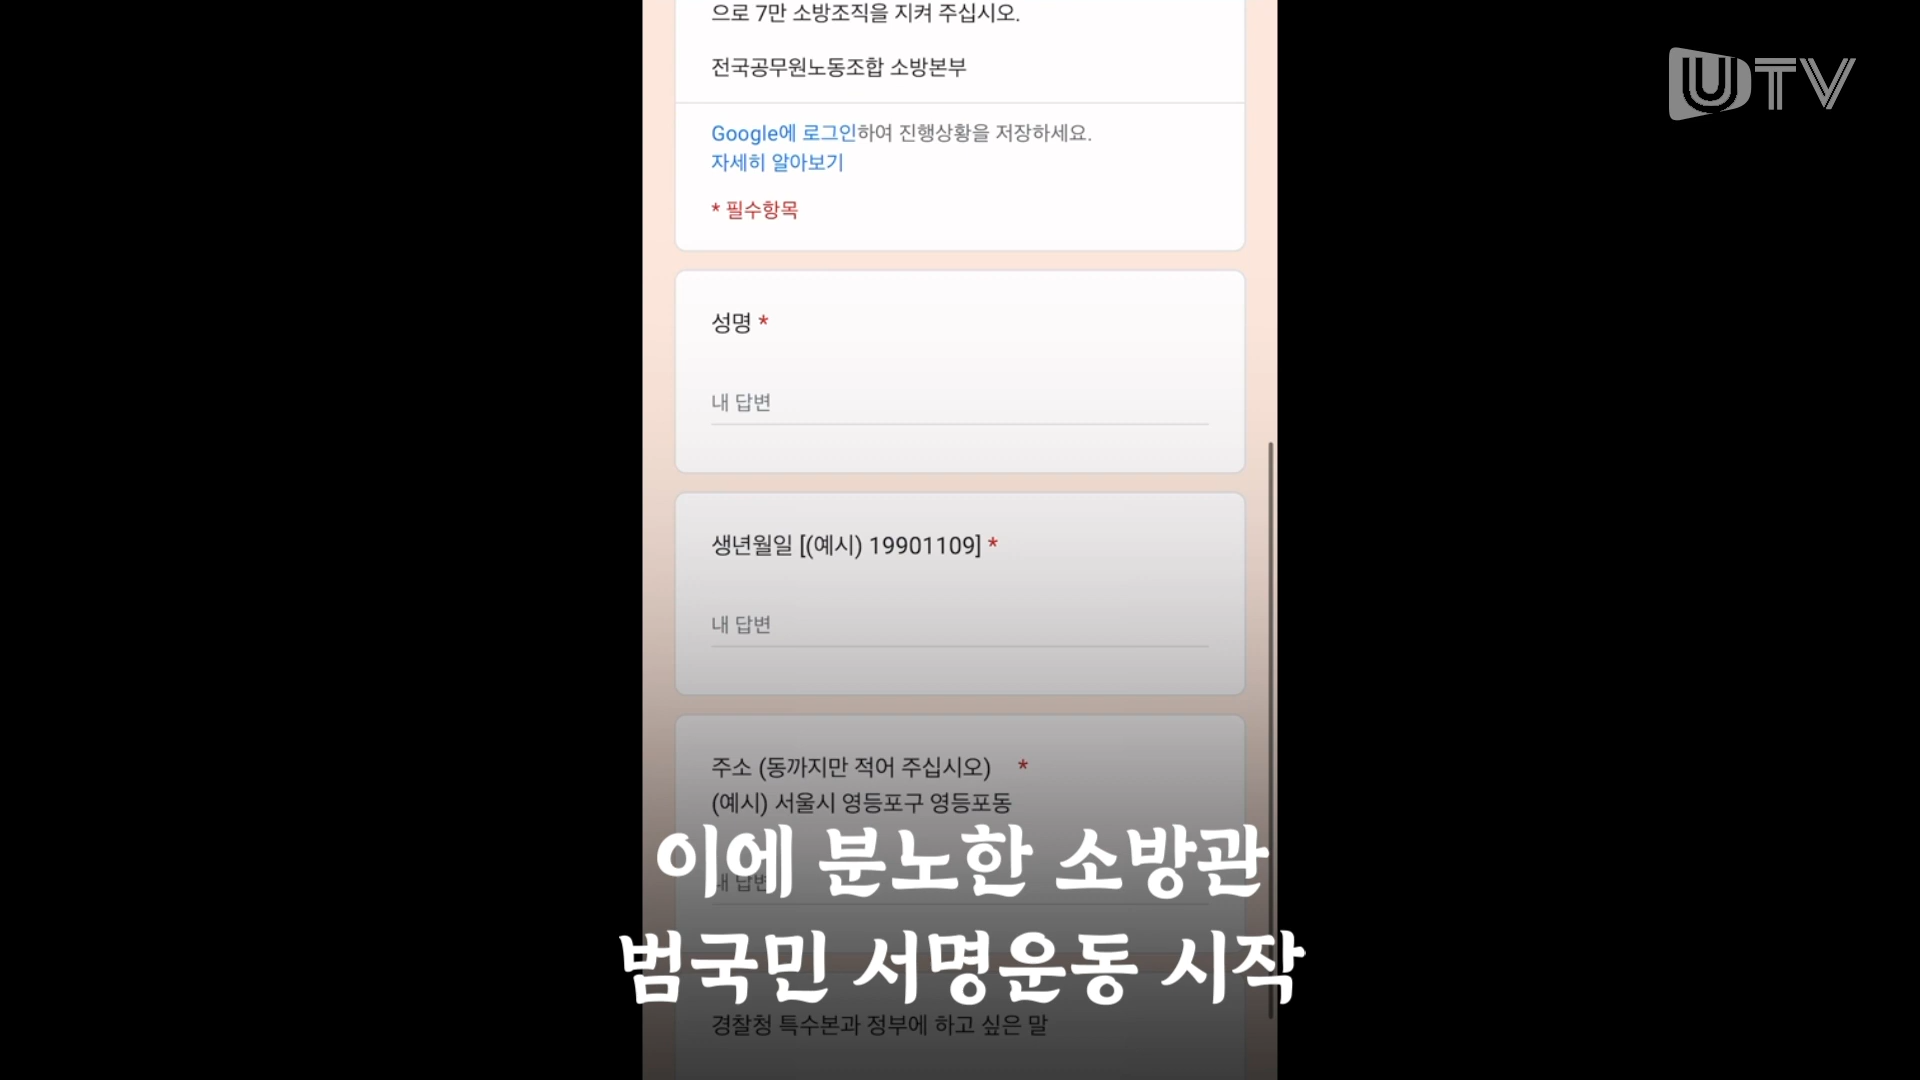 으로 7만 소방조직을 지켜 주십시오.
전국공무원노동조합 소방본부
UTV
Google에 로그인하여 진행상황을 저장하세요.
자세히 알아보기
* 필수항목
성명 *
내 답변
생년월일 [(예시) 19901109] *
내 답변
주소 (동까지만 적어 주십시오) *
(예시) 서울시 영등포구 영등포동
내 답변
이에 분노한 소방관
범국민 서명운동 시작
경찰청 특수본과 정부에 하고 싶은 말